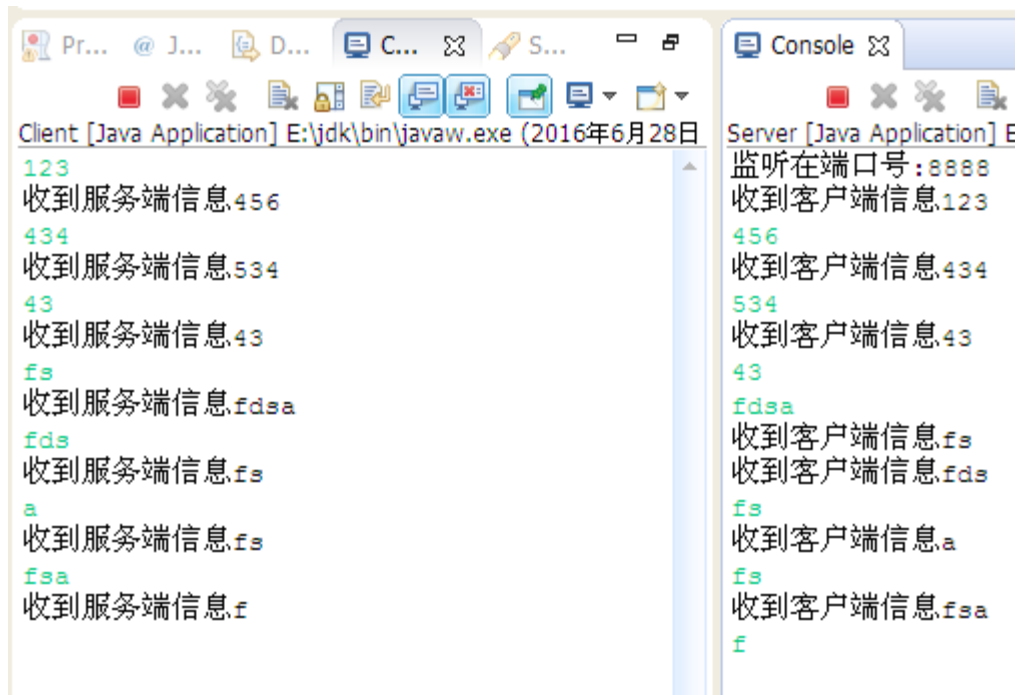 Pr... J... D... C... S...
Client [Java Application] E:\jdk\bin\javaw.exe (2016年6月28日
123
收到服务端信息456
434
收到服务端信息534
43
收到服务端信息43
fs
收到服务端信息fdsa
fds
收到服务端信息fs
a
收到服务端信息fs
fsa
收到服务端信息f
Console
Server [Java Application] E
监听在端口号:8888
收到客户端信息123
456
收到客户端信息434
534
收到客户端信息43
43
fdsa
收到客户端信息fs
收到客户端信息fds
fs
收到客户端信息a
fs
收到客户端信息fsa
f